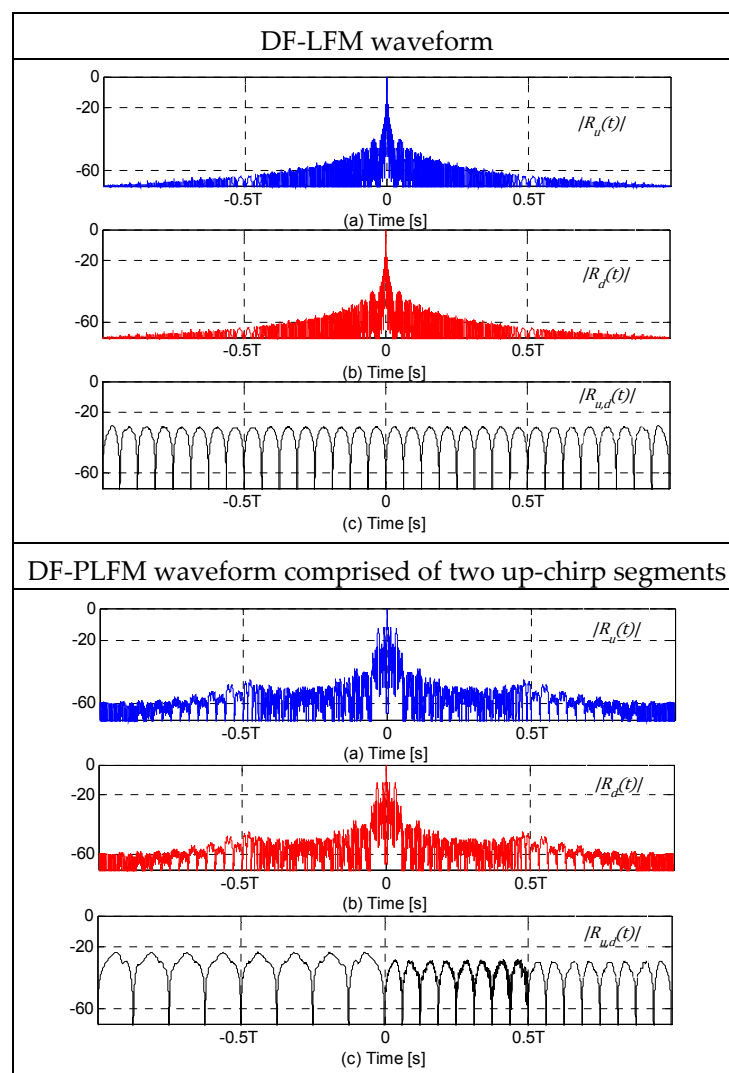 DF-LFM waveform
0
-20
-60
|R_u(t)|
-0.5T 0 0.5T
(a) Time [s]
0
-20
-60
|R_d(t)|
-0.5T 0 0.5T
(b) Time [s]
0
-20
-60
|R_u,d(t)|
-0.5T 0 0.5T
(c) Time [s]
DF-PLFM waveform comprised of two up-chirp segments
0
-20
-60
|R_u(t)|
-0.5T 0 0.5T
(a) Time [s]
0
-20
-60
|R_d(t)|
-0.5T 0 0.5T
(b) Time [s]
0
-20
-60
|R_u,d(t)|
-0.5T 0 0.5T
(c) Time [s]